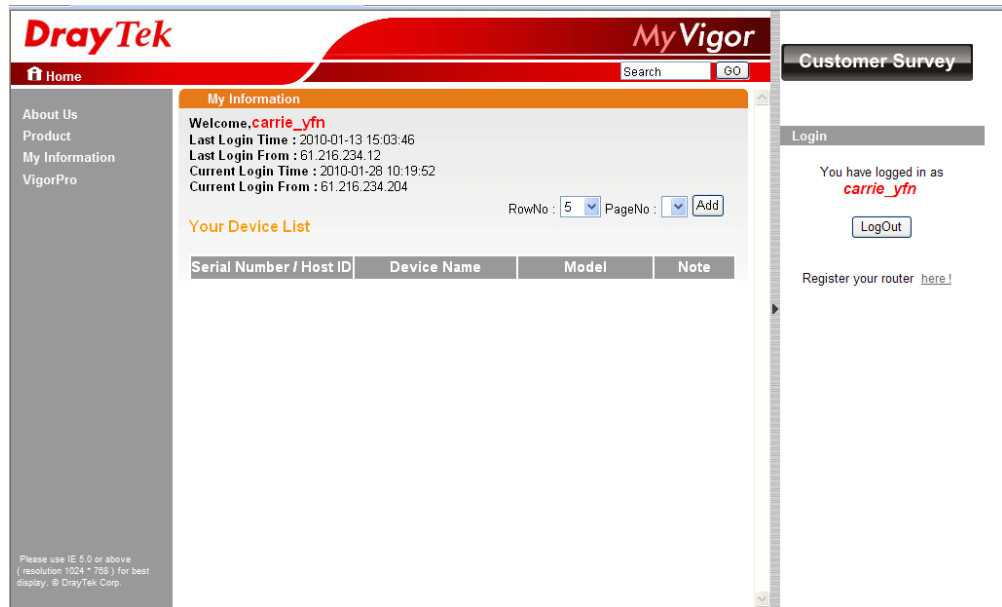 DrayTek
MyVigor
Home
Search
GO
About Us
Product
My Information
VigorPro
My Information
Welcome,carrie_yfn
Last Login Time : 2010-01-13 15:03:46
Last Login From : 61.216.234.12
Current Login Time : 2010-01-28 10:19:52
Current Login From : 61.216.234.204
RowNo : 5 PageNo : Add
Your Device List
Serial Number / Host ID Device Name Model Note
Please use IE 5.0 or above
( resolution 1024 * 768 ) for best
display. © DrayTek Corp.
Customer Survey
Login
You have logged in as
carrie_yfn
LogOut
Register your router here !